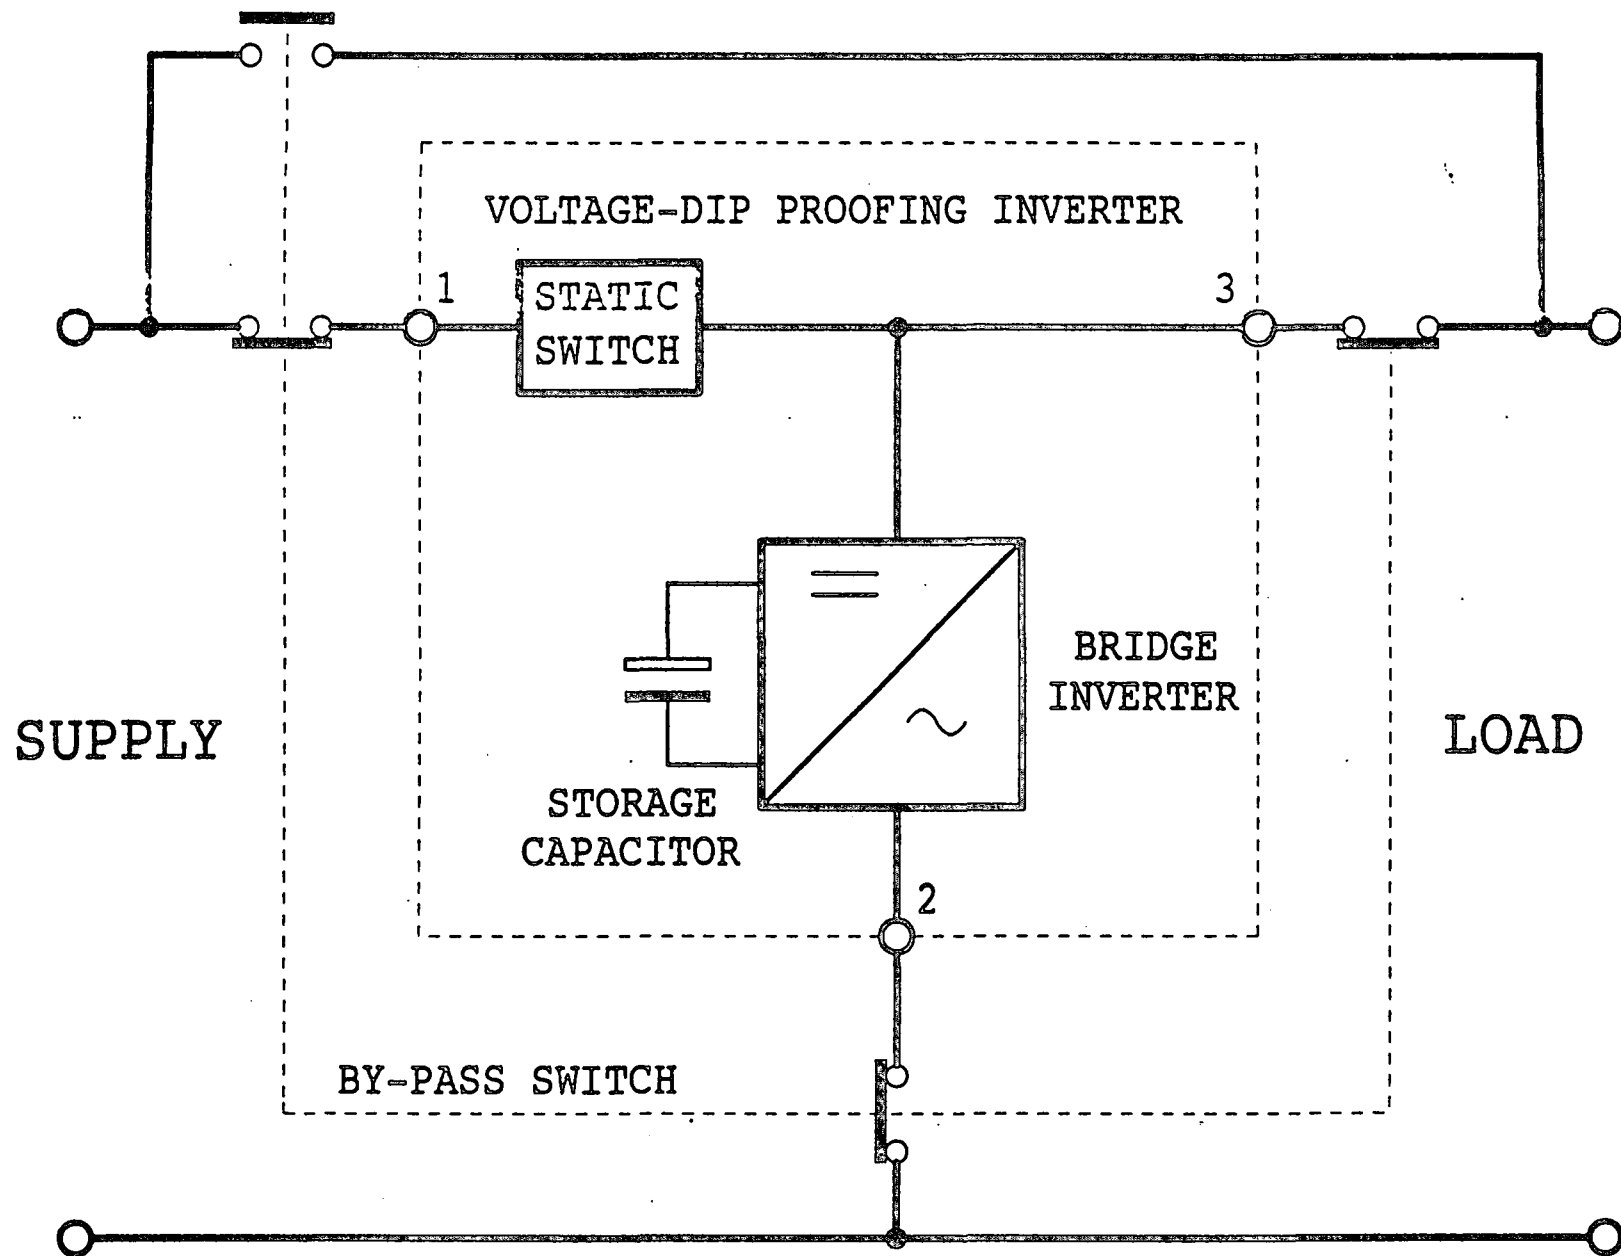 VOLTAGE-DIP PROOFING INVERTER
1
STATIC
SWITCH
3
BRIDGE
INVERTER
SUPPLY
LOAD
STORAGE
CAPACITOR
2
BY-PASS SWITCH